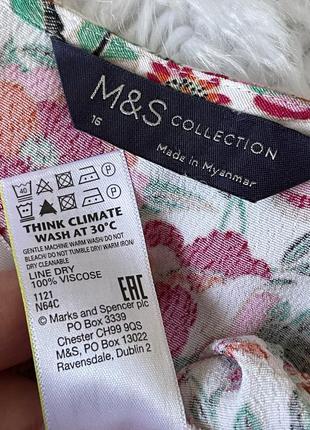 M&S COLLECTION
16
Made in Myanmar
40
THINK CLIMATE
WASH AT 30°C
GENTLE MACHINE WARM WASH/ DO NOT
BLEACH/ DO NOT TUMBLE DRY/ WARM IRON/
DRY CLEANABLE
LINE DRY
100% VISCOSE
1121
N64C
EAC
© Marks and Spencer plc
PO Box 3339
Chester CH99 9QS
M&S, PO Box 13022
Ravensdale, Dublin 2